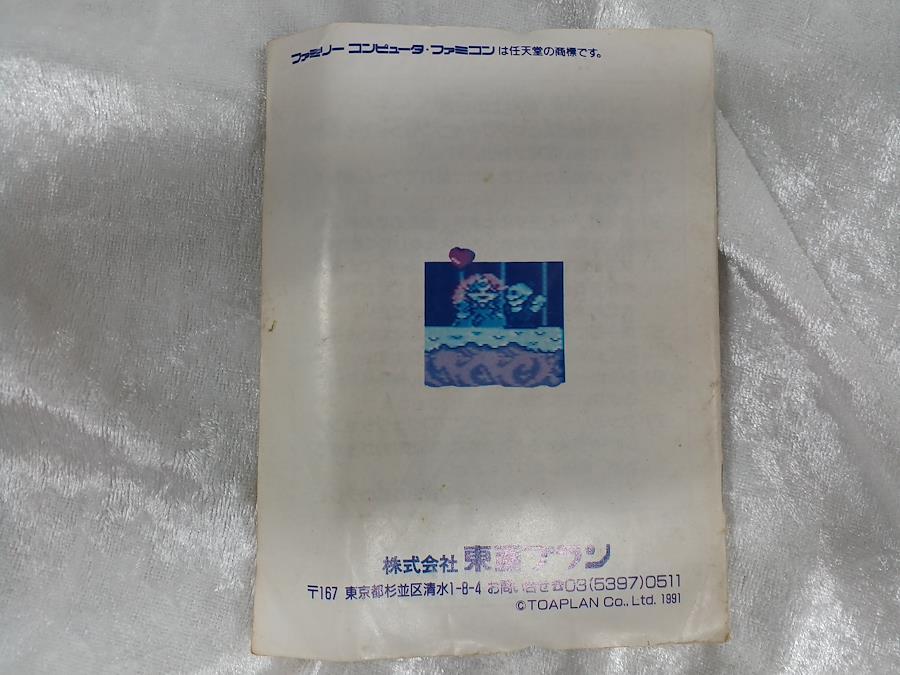 ファミリー コンピュータ・ファミコン は任天堂の商標です。
株式会社 東亜プラン
〒167 東京都杉並区清水1-8-4 お問い合せ☎03(5397)0511
©TOAPLAN Co., Ltd. 1991